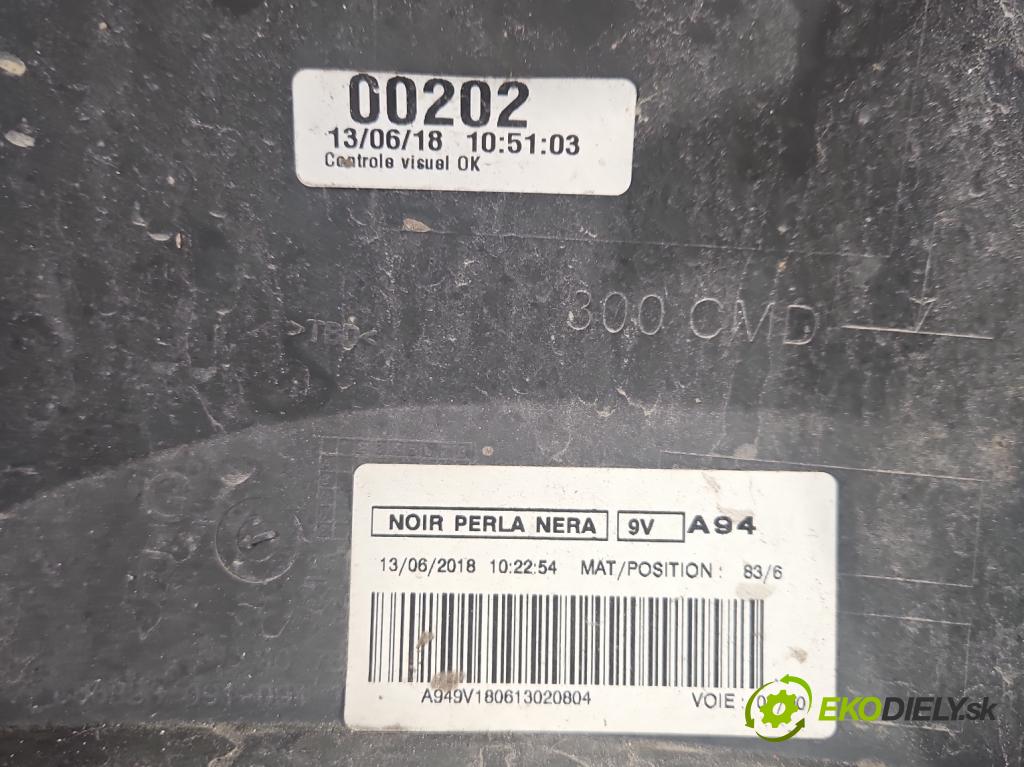 00202
13/06/18 10:51:03
Controle visuel OK
300 CMD
NOIR PERLA NERA 9V A94
13/06/2018 10:22:54 MAT/POSITION : 83/6
A949V180613020804 VOIE :
EKODIELY.sk